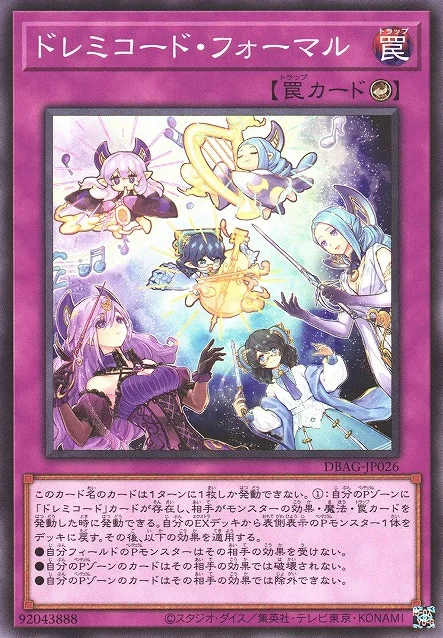 ドレミコード・フォーマル
罠
トラップ
【罠カード】
トラップ
DBAG-JP026
このカード名のカードは1ターンに1枚しか発動できない。①:自分のPゾーンに
「ドレミコード」カードが存在し、相手がモンスターの効果・魔法・罠カードを
発動した時に発動できる。自分のEXデッキから表側表示のPモンスター1体を
デッキに戻す。その後、以下の効果を適用する。
●自分フィールドのPモンスターはその相手の効果を受けない。
●自分のPゾーンのカードはその相手の効果では破壊されない。
●自分のPゾーンのカードはその相手の効果では除外できない。
92043888
©スタジオ・ダイス/集英社・テレビ東京・KONAMI